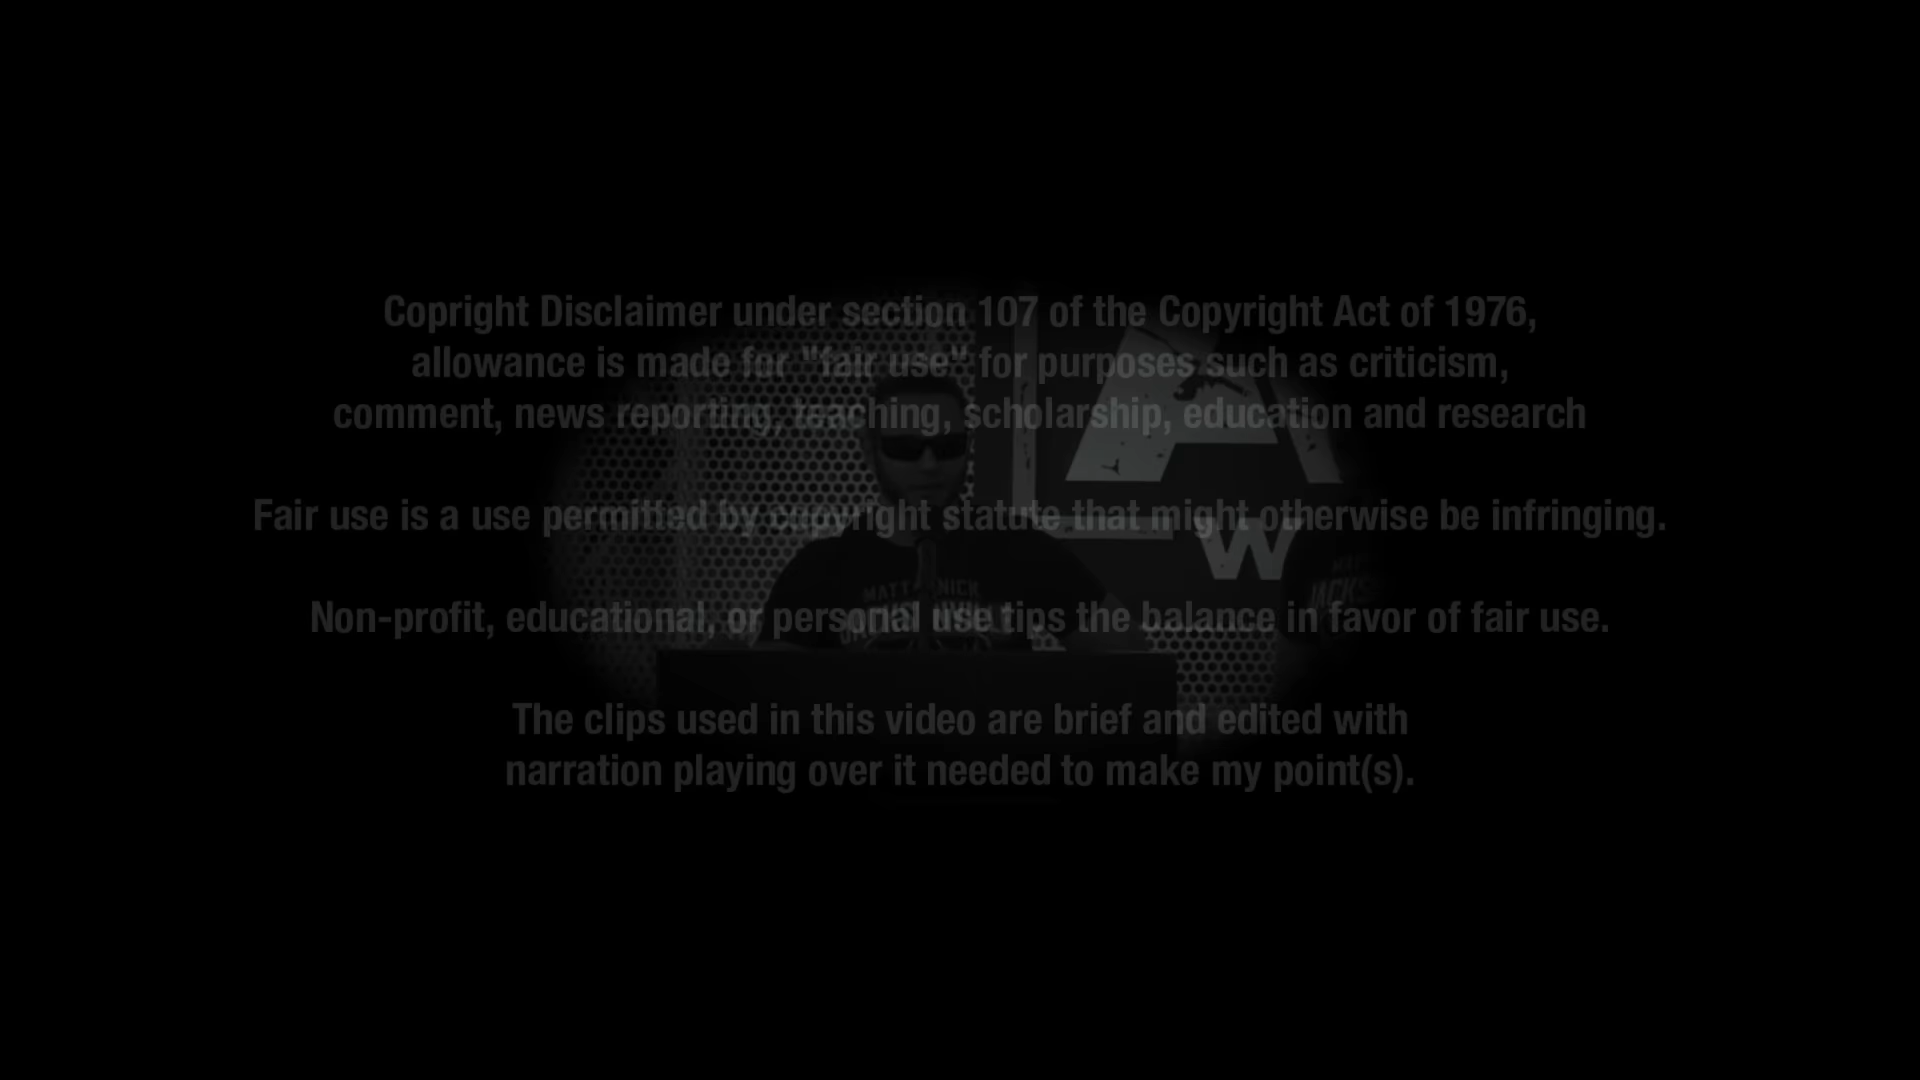 Copright Disclaimer under section 107 of the Copyright Act of 1976,
allowance is made for "fair use" for purposes such as criticism,
comment, news reporting, teaching, scholarship, education and research
Fair use is a use permitted by copyright statute that might otherwise be infringing.
Non-profit, educational, or personal use tips the balance in favor of fair use.
The clips used in this video are brief and edited with
narration playing over it needed to make my point(s).
A
W
MATT NICK